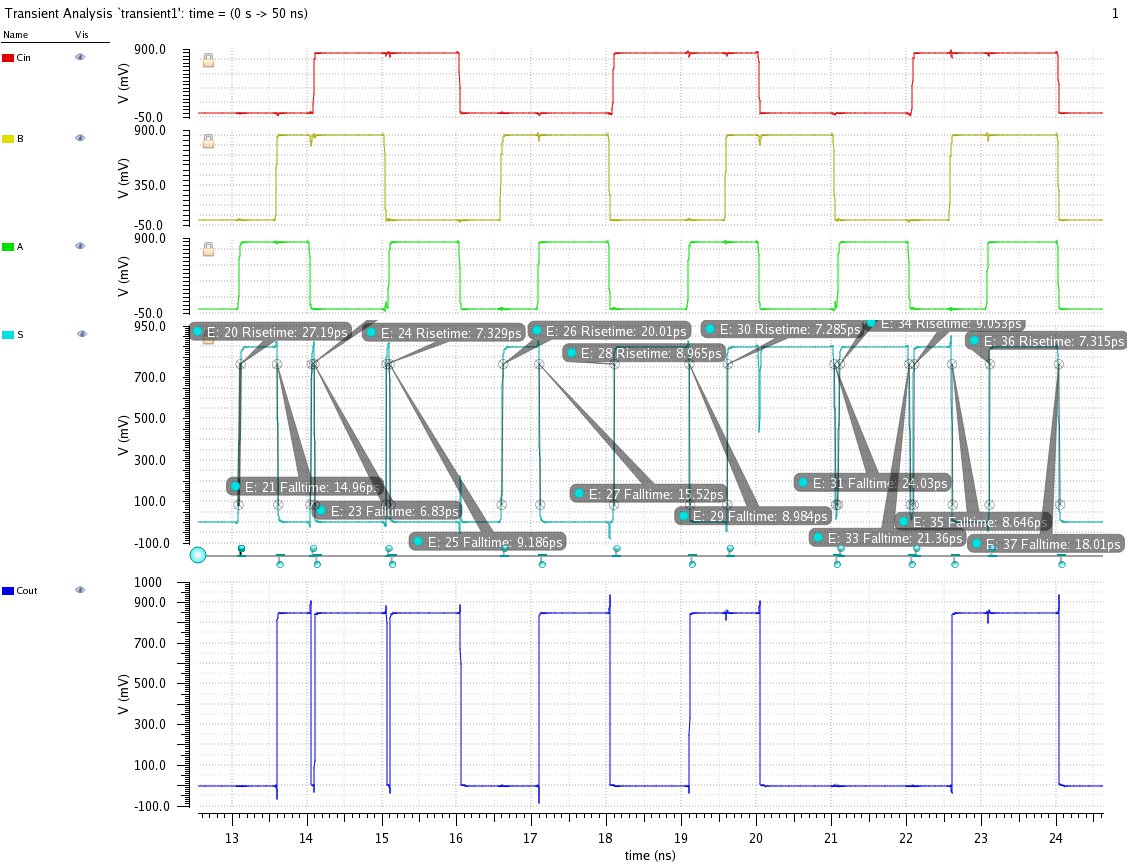 Transient Analysis `transient1': time = (0 s -> 50 ns)
1
Name Vis
Cin
900.0
V (mV)
-50.0
B
900.0
350.0
V (mV)
-50.0
A
900.0
V (mV)
-50.0
S
950.0
700.0
500.0
300.0
100.0
-100.0
V (mV)
E: 20 Risetime: 27.19ps
E: 24 Risetime: 7.329ps
E: 26 Risetime: 20.01ps
E: 30 Risetime: 7.285ps
E: 34 Risetime: 9.053ps
E: 28 Risetime: 8.965ps
E: 36 Risetime: 7.315ps
E: 21 Falltime: 14.96ps
E: 23 Falltime: 6.83ps
E: 25 Falltime: 9.186ps
E: 27 Falltime: 15.52ps
E: 29 Falltime: 8.984ps
E: 31 Falltime: 24.03ps
E: 33 Falltime: 21.36ps
E: 35 Falltime: 8.646ps
E: 37 Falltime: 18.01ps
Cout
1000
900.0
700.0
500.0
300.0
100.0
-100.0
V (mV)
13 14 15 16 17 18 19 20 21 22 23 24
time (ns)